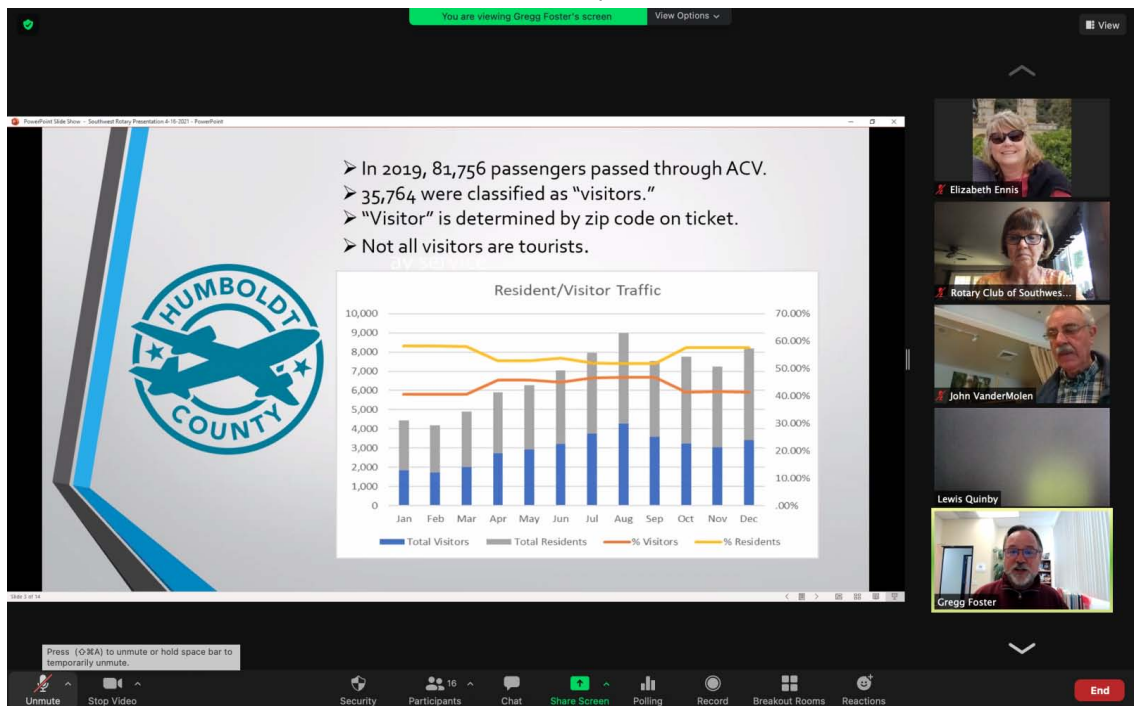 You are viewing Gregg Foster's screen
View Options
View
PowerPoint Slide Show - Southwest Rotary Presentation 4-16-2021 - PowerPoint
➢ In 2019, 81,756 passengers passed through ACV.
➢ 35,764 were classified as “visitors.”
➢ “Visitor” is determined by zip code on ticket.
➢ Not all visitors are tourists.
HUMBOLDT
COUNTY
Resident/Visitor Traffic
10,000
9,000
8,000
7,000
6,000
5,000
4,000
3,000
2,000
1,000
0
70.00%
60.00%
50.00%
40.00%
30.00%
20.00%
10.00%
.00%
Jan Feb Mar Apr May Jun Jul Aug Sep Oct Nov Dec
Total Visitors Total Residents % Visitors % Residents
Slide 3 of 14
Elizabeth Ennis
Rotary Club of Southwes...
John VanderMolen
Lewis Quinby
Gregg Foster
Press (⇧⌘A) to unmute or hold space bar to
temporarily unmute.
Unmute Stop Video Security Participants 16 Chat Share Screen Polling Record Breakout Rooms Reactions End